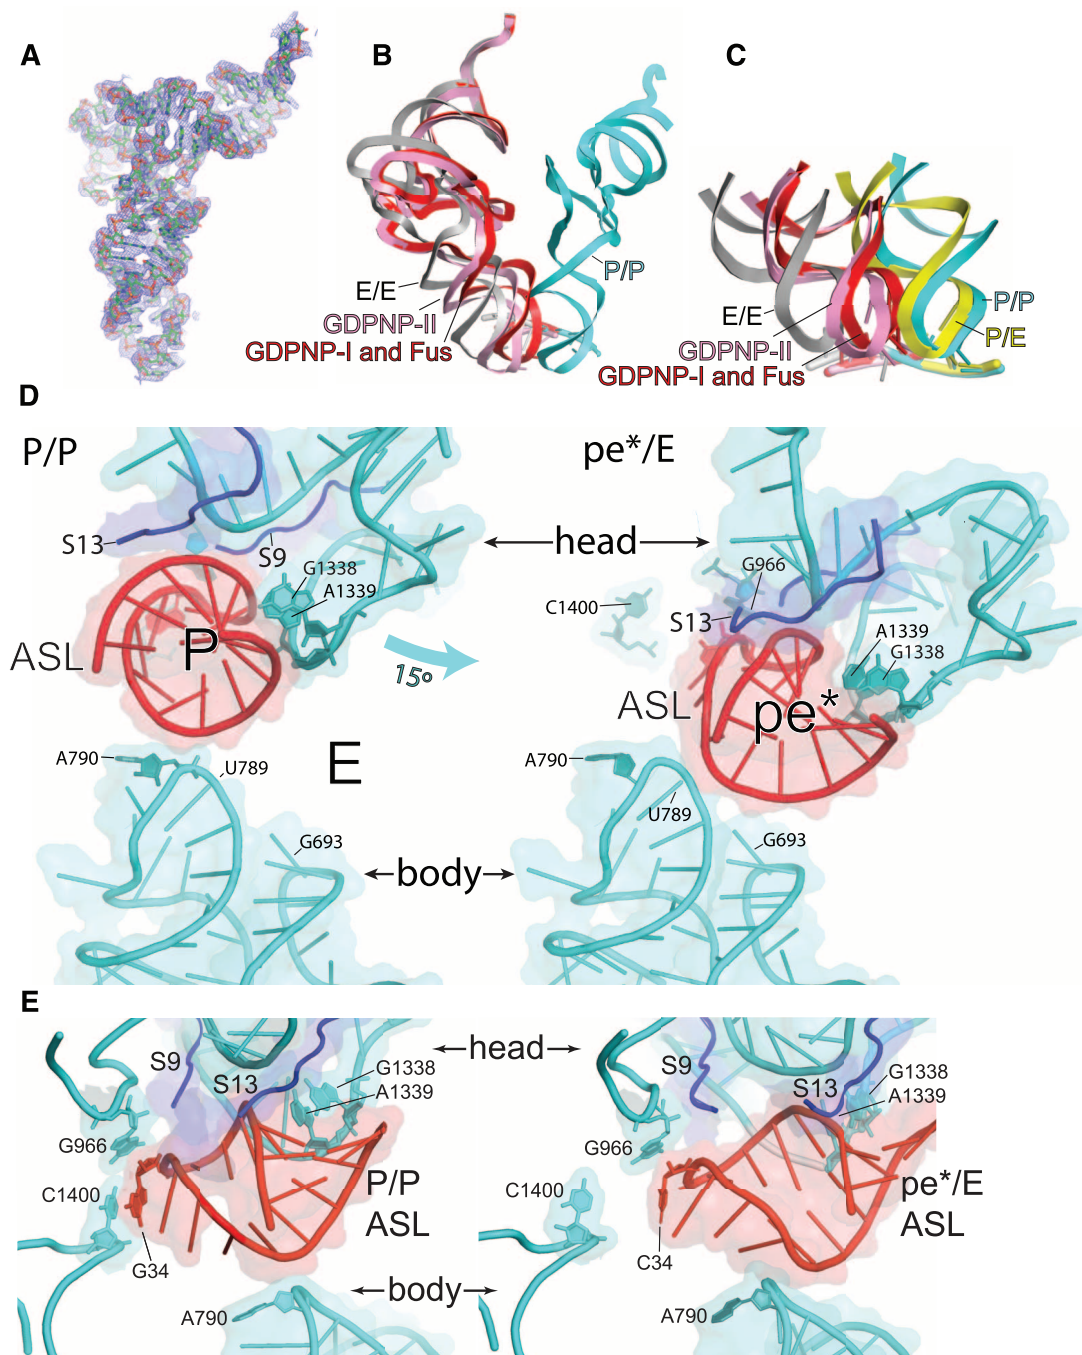 A
B
C
P/P
E/E
GDPNP-II
GDPNP-I and Fus
P/P
E/E
P/E
GDPNP-II
GDPNP-I and Fus
D
P/P
pe*/E
S13
S9
head
G1338
A1339
G966
C1400
S13
A1339
G1338
ASL
P
15°
ASL
pe*
A790
U789
E
A790
U789
G693
G693
body
E
head
S9
S13
G1338
A1339
G966
C1400
P/P
ASL
G34
S9
S13
G1338
A1339
G966
C1400
pe*/E
ASL
C34
body
A790
A790